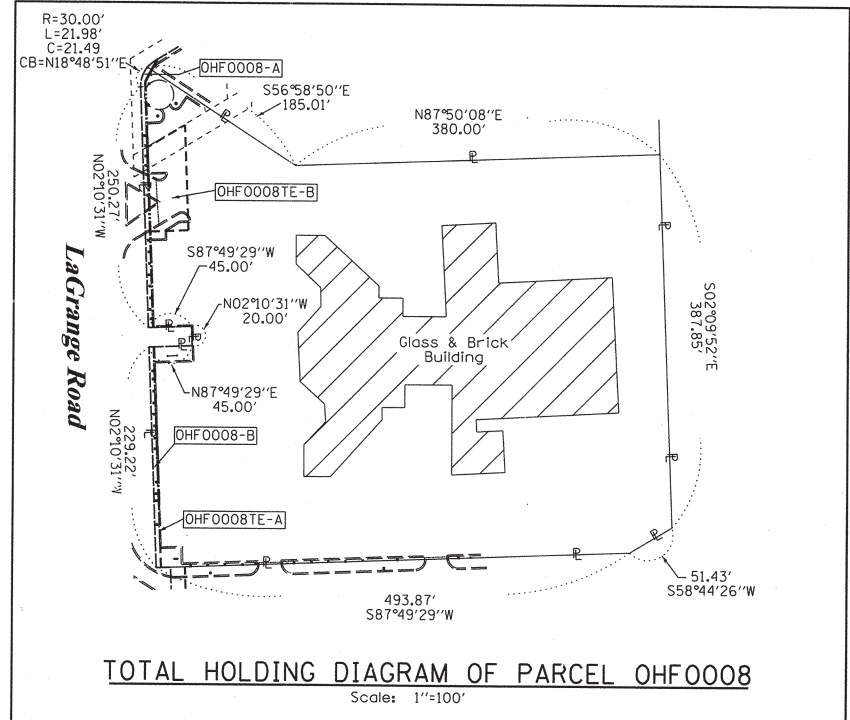 R=30.00'
L=21.98'
C=21.49
CB=N18°48'51''E
OHF0008-A
S56°58'50''E
185.01'
N87°50'08''E
380.00'
OHF0008TE-B
250.27'
N02°10'31''W
S87°49'29''W
45.00'
N02°10'31''W
20.00'
S02°09'52''E
387.85'
LaGrange Road
Glass & Brick
Building
N87°49'29''E
45.00'
OHF0008-B
229.22'
N02°10'31''W
OHF0008TE-A
51.43'
S58°44'26''W
493.87'
S87°49'29''W
TOTAL HOLDING DIAGRAM OF PARCEL OHF0008
Scale: 1''=100'